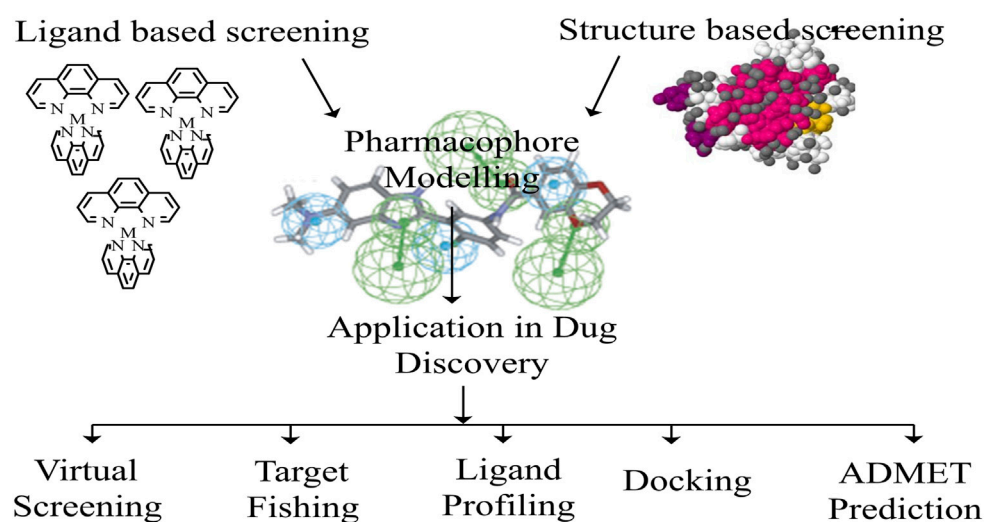 Ligand based screening
Structure based screening
N N
M
N N
N N
M
N N
N N
M
N N
Pharmacophore
Modelling
Application in Dug
Discovery
Virtual
Screening
Target
Fishing
Ligand
Profiling
Docking
ADMET
Prediction